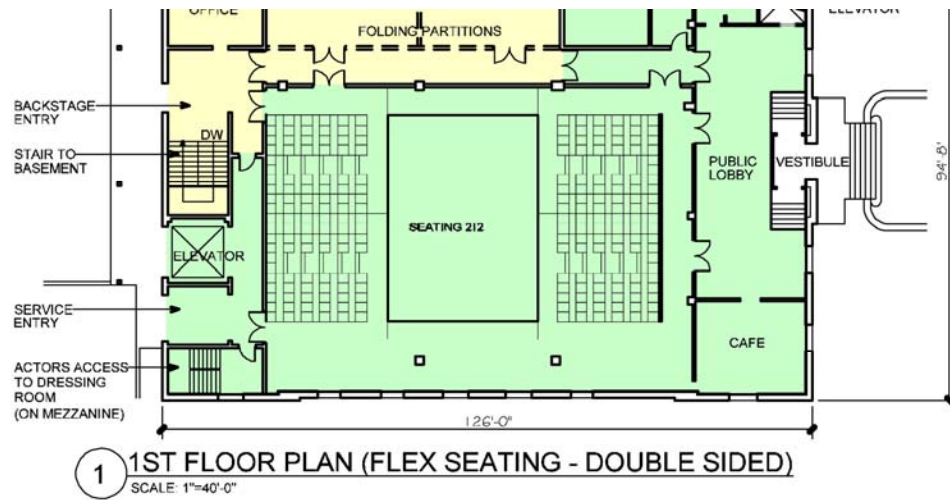 OFFICE
ELEVATOR
FOLDING PARTITIONS
BACKSTAGE
ENTRY
DW
STAIR TO
BASEMENT
PUBLIC
LOBBY
VESTIBULE
94'-8"
SEATING 212
ELEVATOR
SERVICE
ENTRY
CAFE
ACTORS ACCESS
TO DRESSING
ROOM
(ON MEZZANINE)
126'-0"
1
1ST FLOOR PLAN (FLEX SEATING - DOUBLE SIDED)
SCALE: 1"=40'-0"